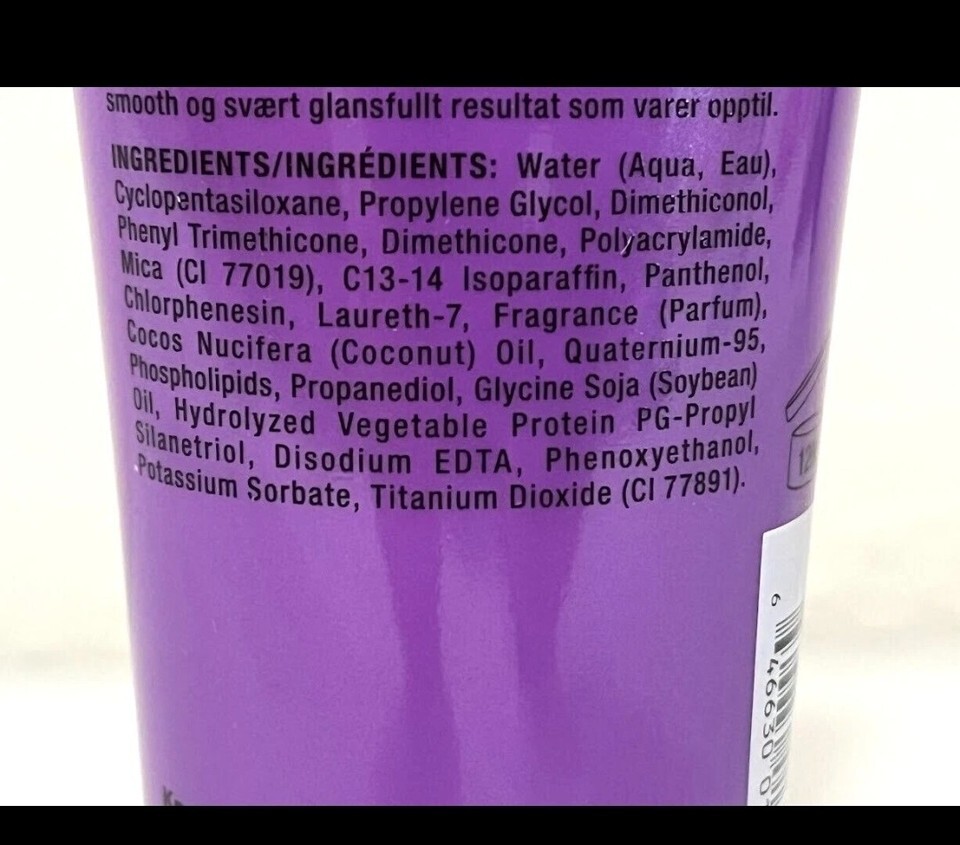 smooth og svært glansfullt resultat som varer opptil.
INGREDIENTS/INGRÉDIENTS: Water (Aqua, Eau),
Cyclopentasiloxane, Propylene Glycol, Dimethiconol,
Phenyl Trimethicone, Dimethicone, Polyacrylamide,
Mica (CI 77019), C13-14 Isoparaffin, Panthenol,
Chlorphenesin, Laureth-7, Fragrance (Parfum),
Cocos Nucifera (Coconut) Oil, Quaternium-95,
Phospholipids, Propanediol, Glycine Soja (Soybean)
Oil, Hydrolyzed Vegetable Protein PG-Propyl
Silanetriol, Disodium EDTA, Phenoxyethanol,
Potassium Sorbate, Titanium Dioxide (CI 77891).
6 46630 0